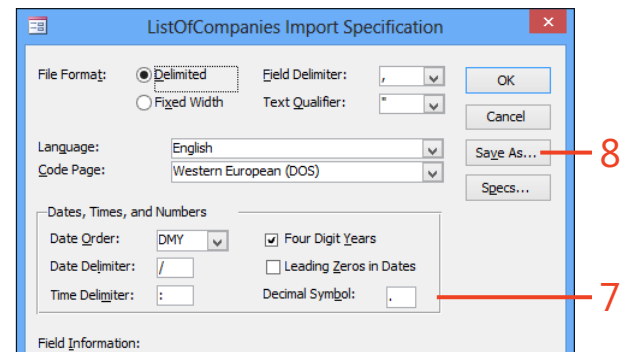 ListOfCompanies Import Specification
File Format: Delimited Field Delimiter: , OK
Fixed Width Text Qualifier: "
Cancel
Language: English Save As... 8
Code Page: Western European (DOS)
Specs...
Dates, Times, and Numbers
Date Order: DMY Four Digit Years
Date Delimiter: / Leading Zeros in Dates
Time Delimiter: : Decimal Symbol: . 7
Field Information: